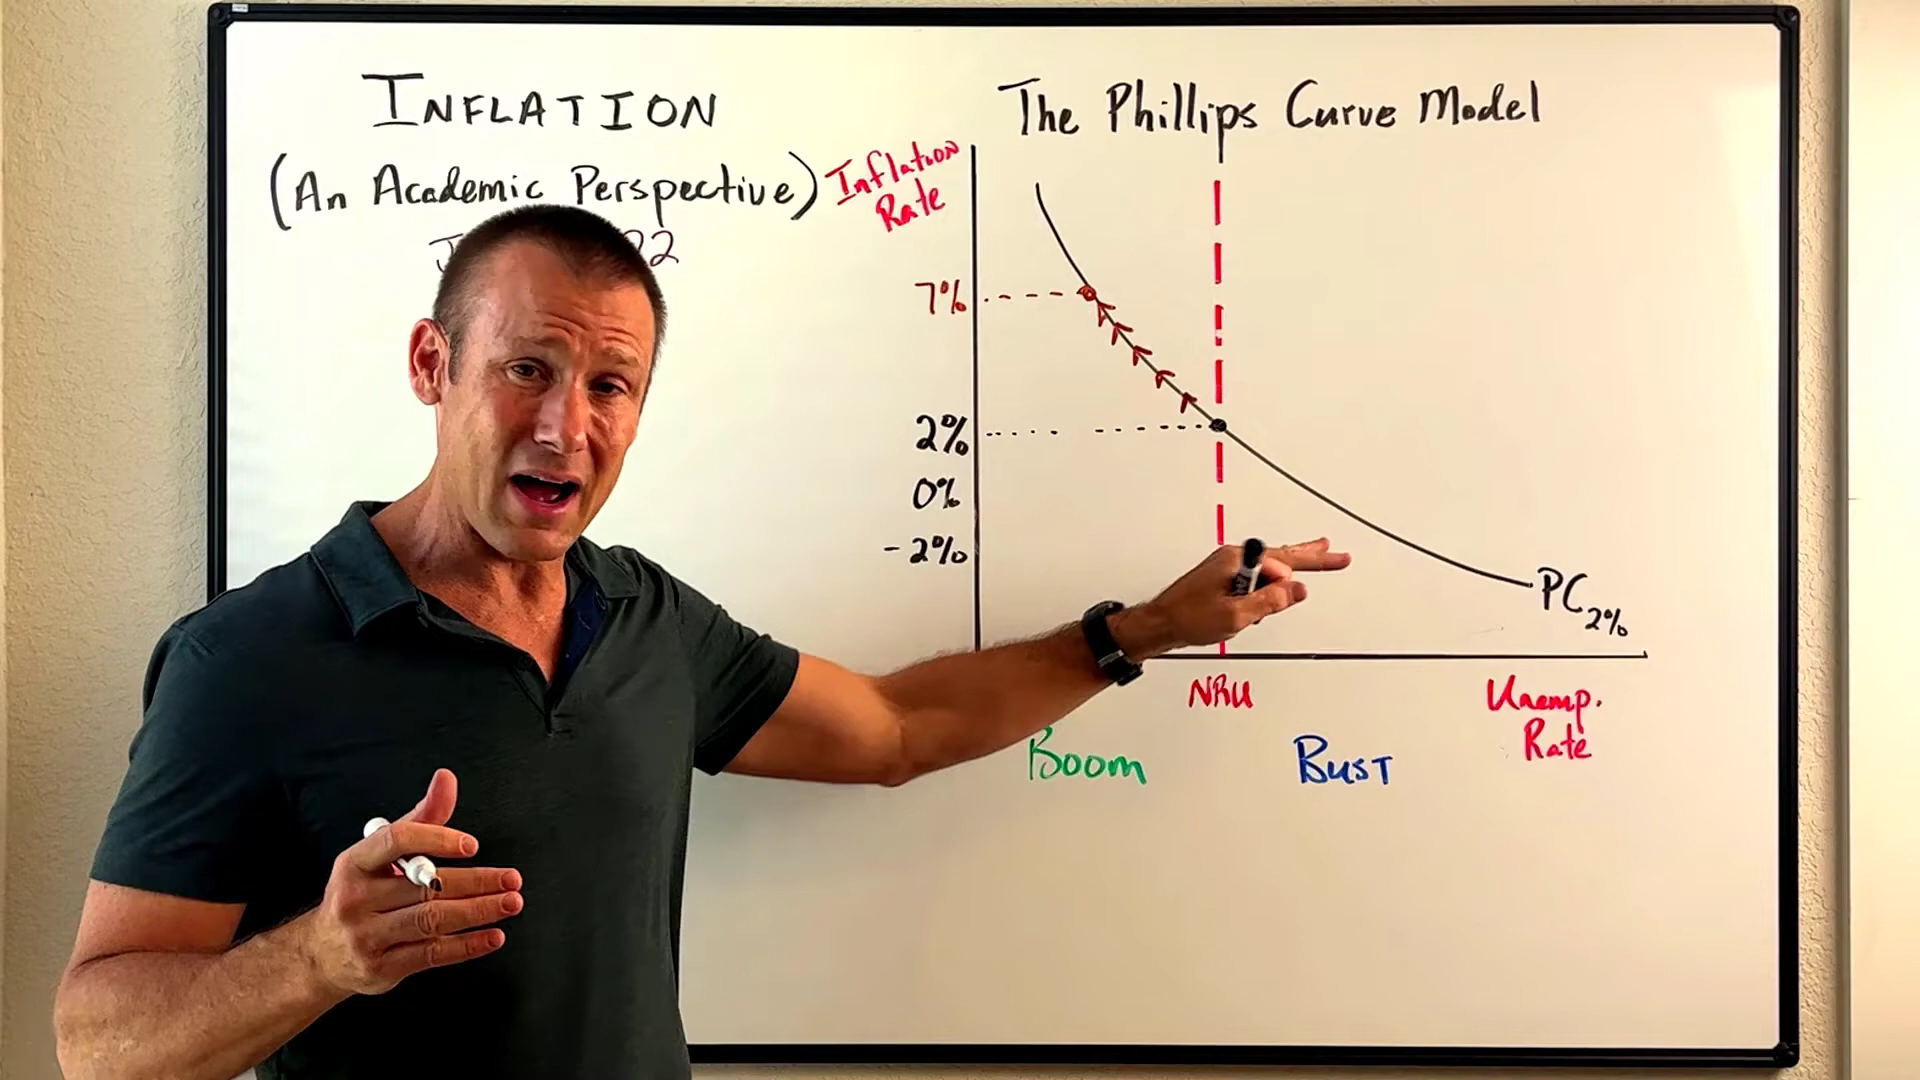 INFLATION
(An Academic Perspective)
22
The Phillips Curve Model
Inflation
Rate
7%
2%
0%
-2%
PC2%
NRU
Unemp.
Rate
Boom
BUST